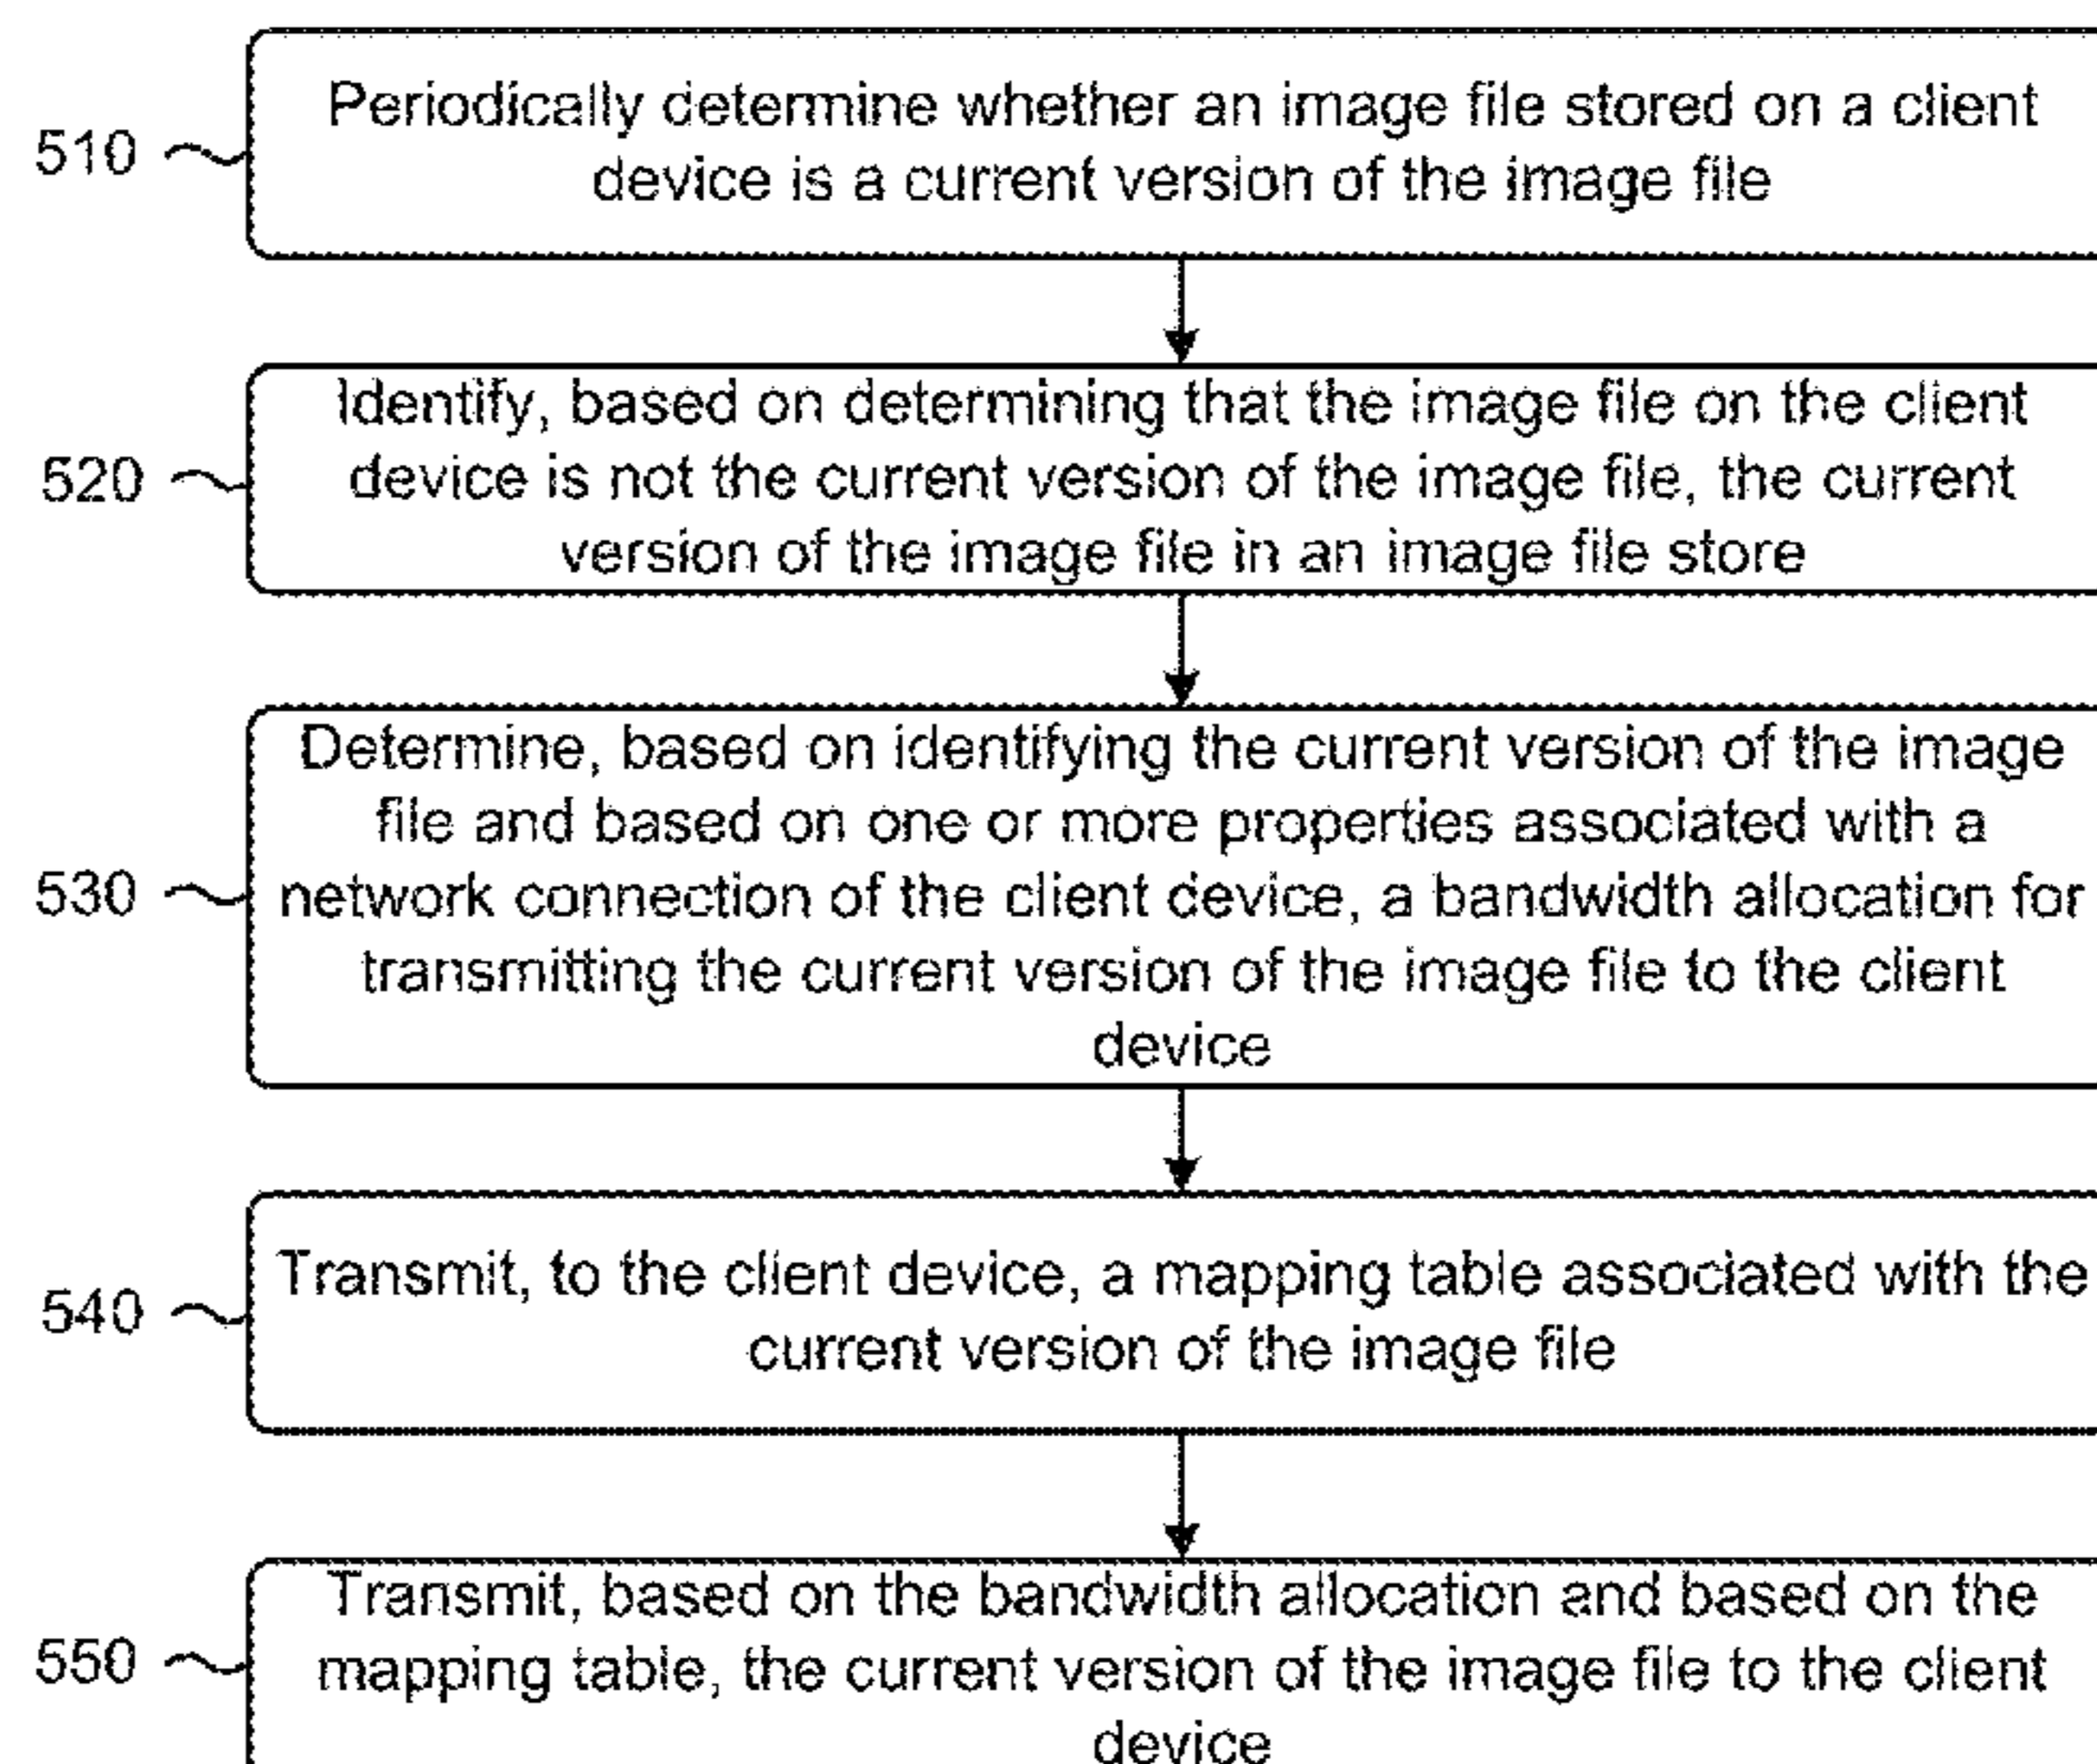 Periodically determine whether an image file stored on a client
510
device is a current version of the image file
Identify, based on determining that the image file on the client
520
device is not the current version of the image file, the current
version of the image file in an image file store
Determine, based on identifying the current version of the image
file and based on one or more properties associated with a
530
network connection of the client device, a bandwidth allocation for
transmitting the current version of the image file to the client
device
Transmit, to the client device, a mapping table associated with the
540
current version of the image file
Transmit, based on the bandwidth allocation and based on the
550
mapping table, the current version of the image file to the client
device